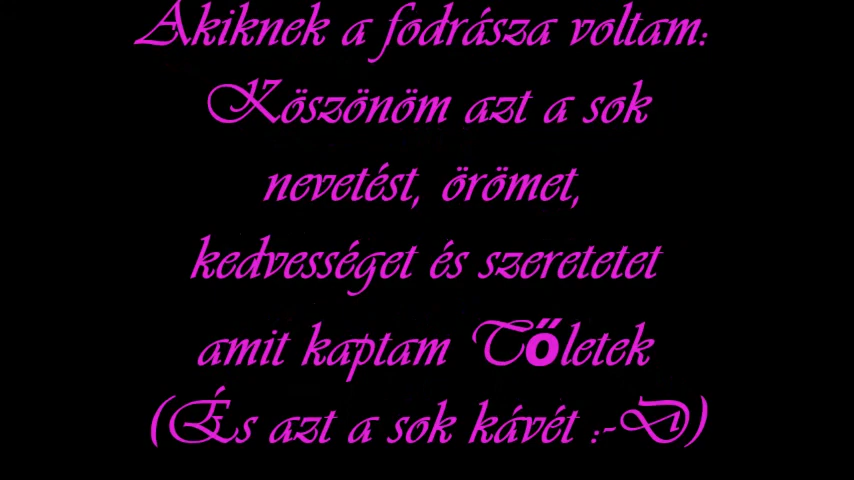 Akiknek a fodrásza voltam:
Köszönöm azt a sok
nevetést, örömet,
kedvességet és szeretetet
amit kaptam Tőletek
(És azt a sok kávét :-D)